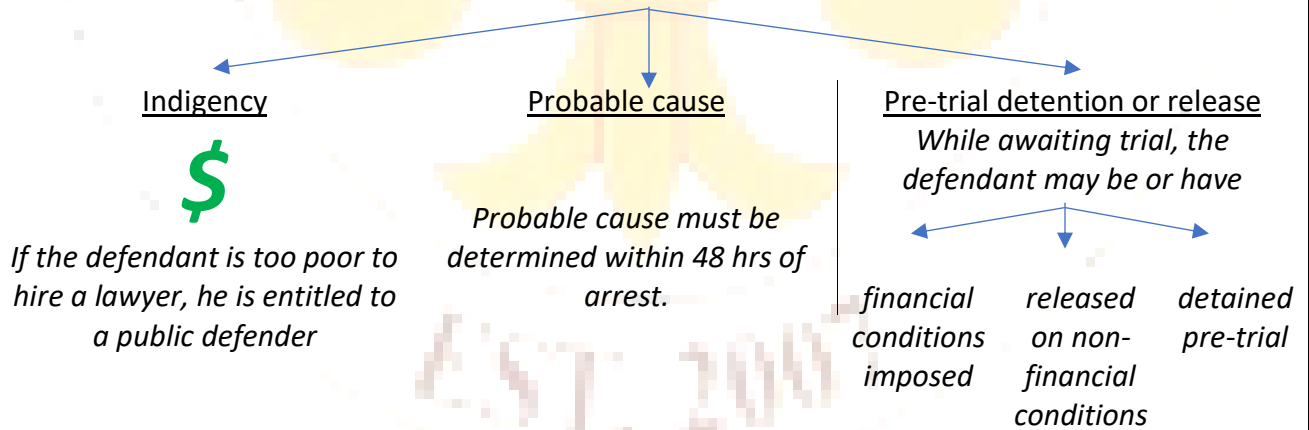 Indigency
$
If the defendant is too poor to
hire a lawyer, he is entitled to
a public defender
Probable cause
Probable cause must be
determined within 48 hrs of
arrest.
Pre-trial detention or release
While awaiting trial, the
defendant may be or have
financial
conditions
imposed
released
on non-
financial
conditions
detained
pre-trial
EST. 2007